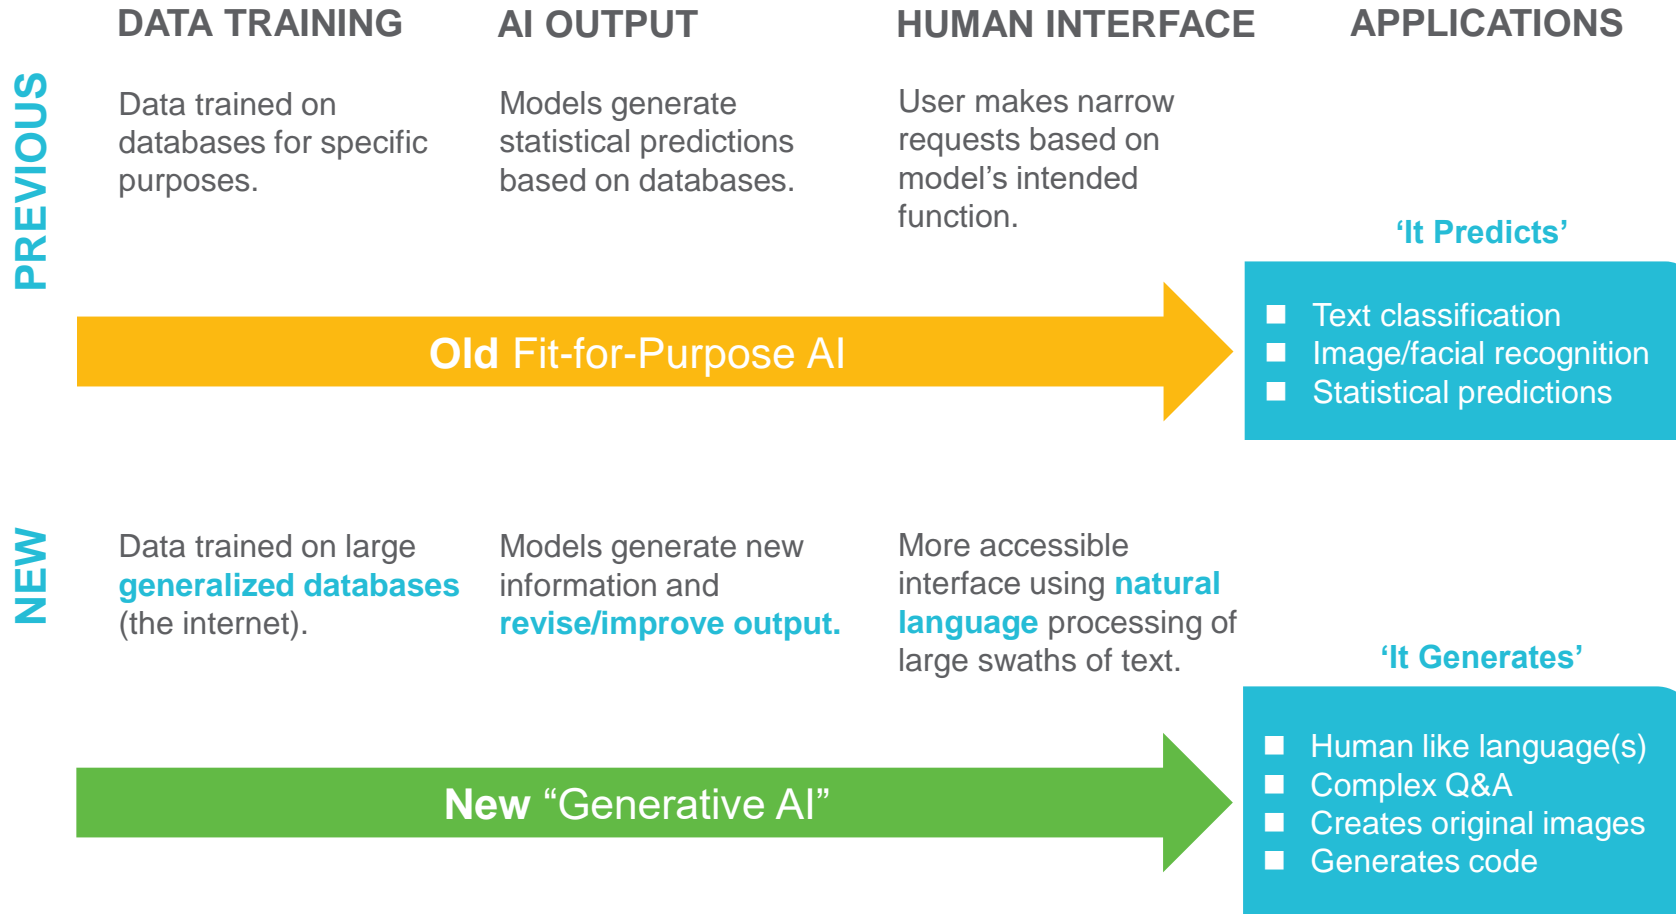 DATA TRAINING
AI OUTPUT
HUMAN INTERFACE
APPLICATIONS
PREVIOUS
Data trained on
databases for specific
purposes.
Models generate
statistical predictions
based on databases.
User makes narrow
requests based on
model’s intended
function.
‘It Predicts’
Old Fit-for-Purpose AI
Text classification
Image/facial recognition
Statistical predictions
NEW
Data trained on large
generalized databases
(the internet).
Models generate new
information and
revise/improve output.
More accessible
interface using natural
language processing of
large swaths of text.
‘It Generates’
New “Generative AI”
Human like language(s)
Complex Q&A
Creates original images
Generates code